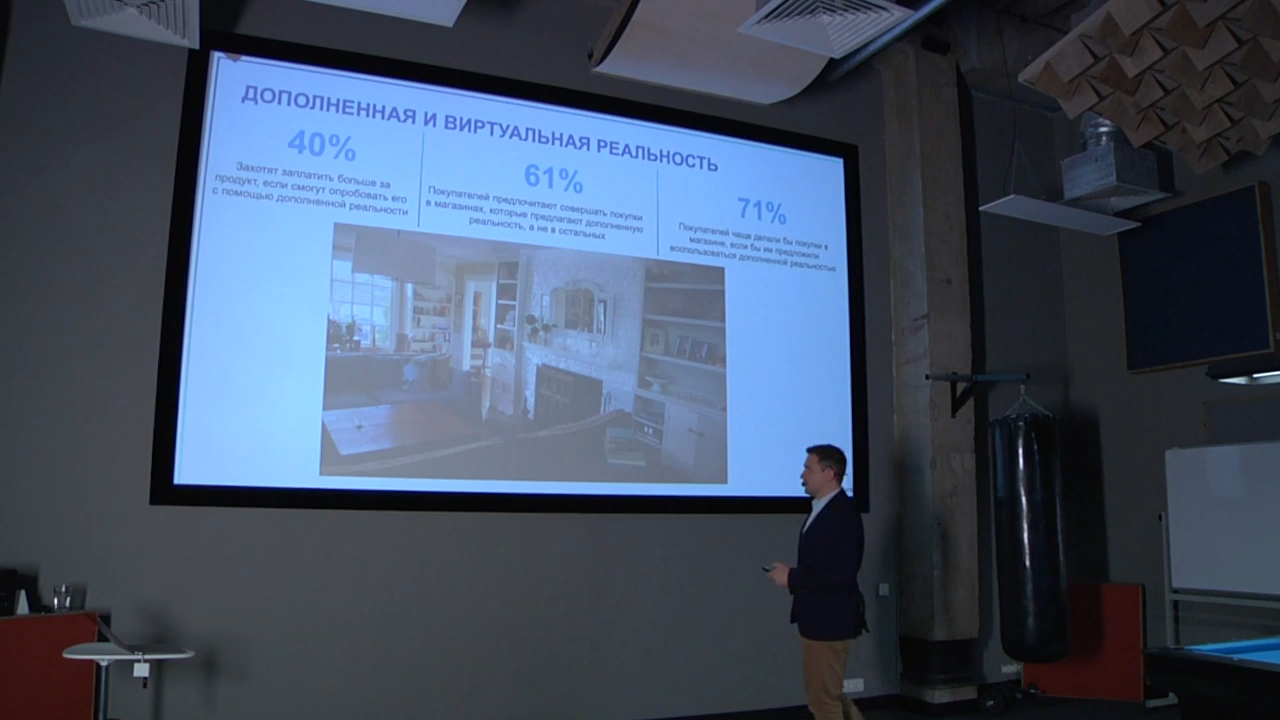 ДОПОЛНЕННАЯ И ВИРТУАЛЬНАЯ РЕАЛЬНОСТЬ
40%
Захотят заплатить больше за
продукт, если смогут опробовать его
с помощью дополненной реальности
61%
Покупателей предпочитают совершать покупки
в магазинах, которые предлагают дополненную
реальность, а не в остальных
71%
Покупателей чаще делали бы покупки в
магазине, если бы им предложили
воспользоваться дополненной реальностью